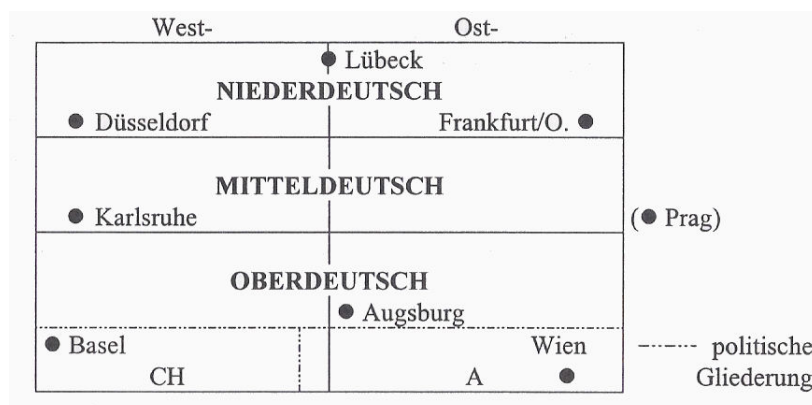 West- Ost-
Lübeck
NIEDERDEUTSCH
Düsseldorf Frankfurt/O.
MITTELDEUTSCH
Karlsruhe (● Prag)
OBERDEUTSCH
Augsburg
Basel Wien politische
CH A Gliederung